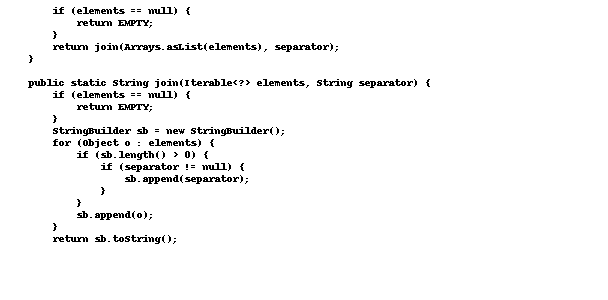 if (elements == null) {
return EMPTY;
}
return join(Arrays.asList(elements), separator);
}
public static String join(Iterable<?> elements, String separator) {
if (elements == null) {
return EMPTY;
}
StringBuilder sb = new StringBuilder();
for (Object o : elements) {
if (sb.length() > 0) {
if (separator != null) {
sb.append(separator);
}
}
sb.append(o);
}
return sb.toString();